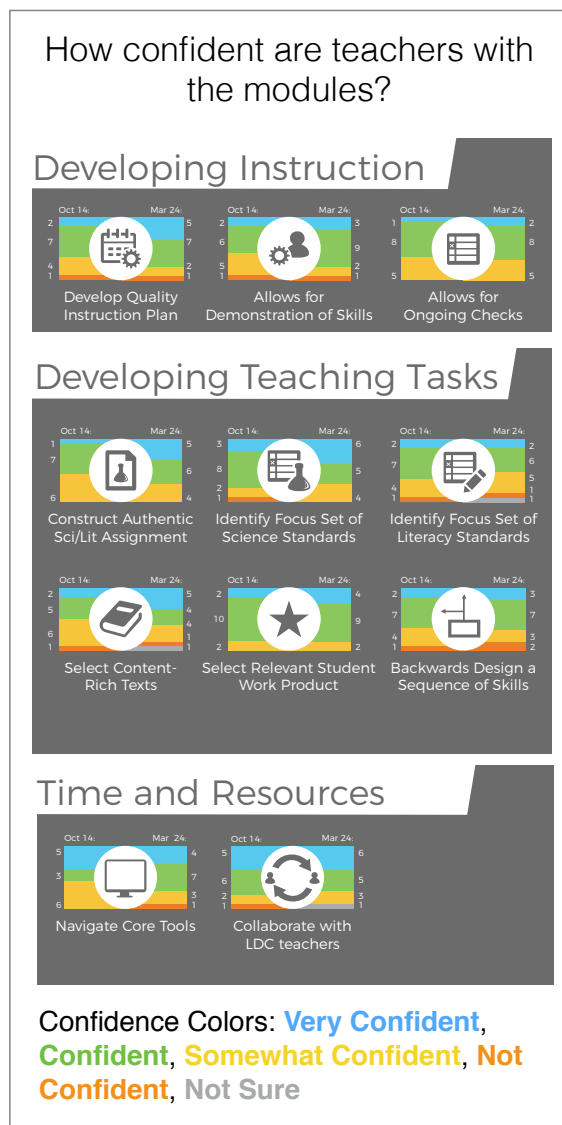 How confident are teachers with
the modules?
Developing Instruction
Oct 14: Mar 24: Oct 14: Mar 24: Oct 14: Mar 24:
2 5 2 3 1 2
7 7 6 9 8 8
4 2 5 2 5 5
1 1 1 1
Develop Quality Allows for Allows for
Instruction Plan Demonstration of Skills Ongoing Checks
Developing Teaching Tasks
Oct 14: Mar 24: Oct 14: Mar 24: Oct 14: Mar 24:
1 5 3 6 2 2
7 6 8 5 7 6
6 4 2 4 4 5
1 1 1
1
Construct Authentic Identify Focus Set of Identify Focus Set of
Sci/Lit Assignment Science Standards Literacy Standards
Oct 14: Mar 24: Oct 14: Mar 24: Oct 14: Mar 24:
2 5 2 4 2 3
5 4 10 9 7 7
6 4 2 2 4 3
1 1 1 2
1
Select Content- Select Relevant Student Backwards Design a
Rich Texts Work Product Sequence of Skills
Time and Resources
Oct 14: Mar 24: Oct 14: Mar 24:
5 4 5 6
3 7 6 5
6 3 2 3
1 1 1
Navigate Core Tools Collaborate with
LDC teachers
Confidence Colors: Very Confident,
Confident, Somewhat Confident, Not
Confident, Not Sure